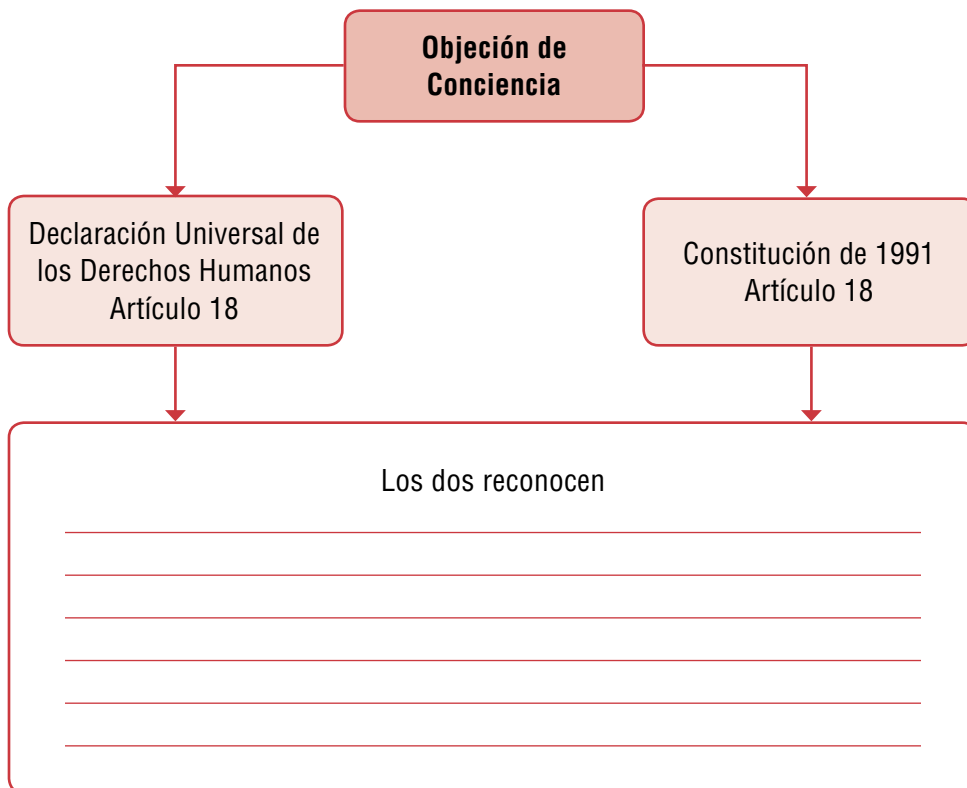 Objeción de
Conciencia
Declaración Universal de
los Derechos Humanos
Artículo 18
Constitución de 1991
Artículo 18
Los dos reconocen